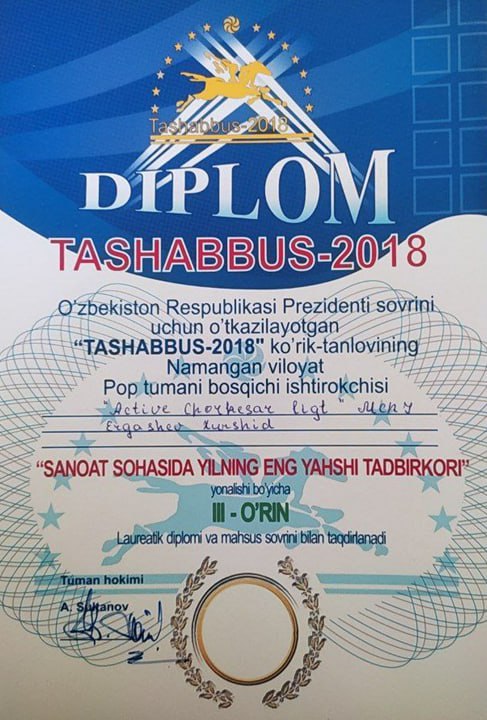 Tashabbus-2018
DIPLOM
TASHABBUS-2018
O'zbekiston Respublikasi Prezidenti sovrini
uchun o'tkazilayotgan
"TASHABBUS-2018" ko'rik-tanlovining
Namangan viloyat
Pop tumani bosqichi ishtirokchisi
"Active Chorkesar ligt" МСНЈ
Ergashev Xurshid
"SANOAT SOHASIDA YILNING ENG YAHSHI TADBIRKORI"
yonalishi bo'yicha
III - O'RIN
Laureatik diplomi va mahsus sovrini bilan taqdirlanadi
Tuman hokimi
A. Sultanov